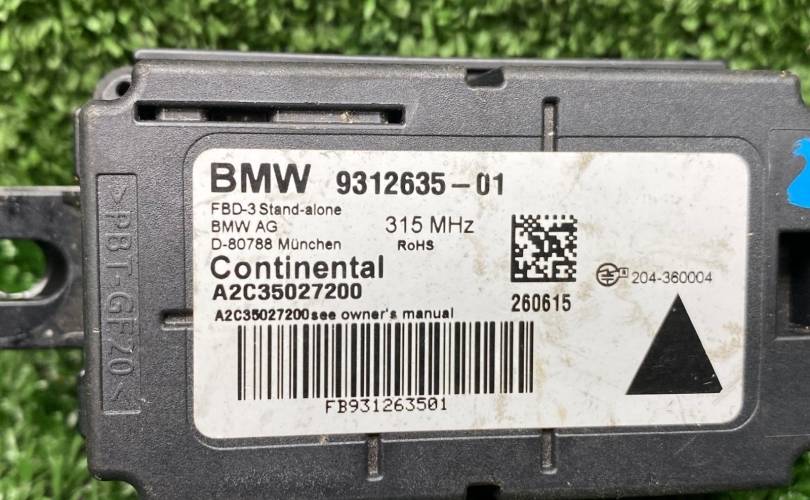 BMW 9312635-01
FBD-3 Stand-alone
BMW AG 315 MHz
D-80788 München RoHS
Continental
A2C35027200
A2C35027200 see owner's manual
260615
204-360004
FB931263501
>PBT-GF20<